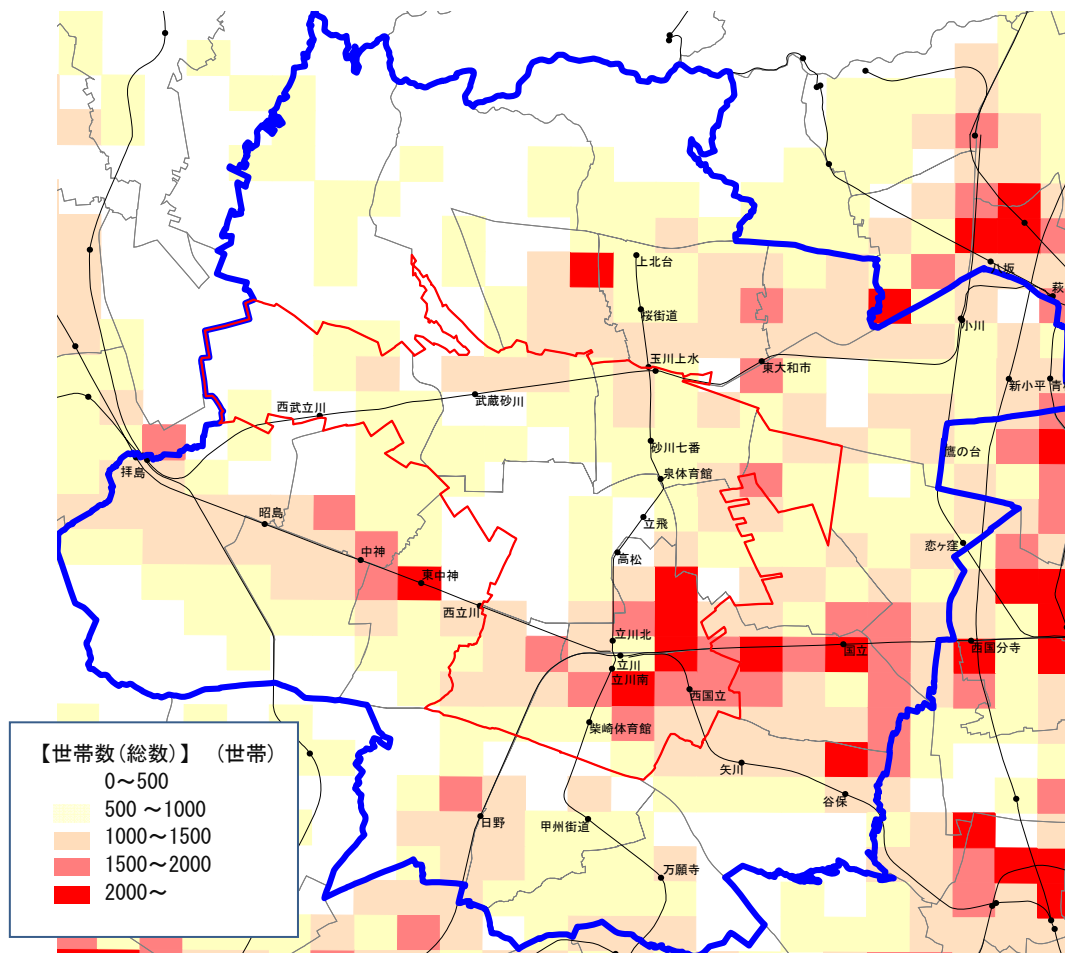 八坂
上北台
萩
桜街道
小川
玉川上水
東大和市
新小平
武蔵砂川
西武立川
砂川七番
鷹の台
拝島
泉体育館
昭島
立飛
恋ヶ窪
中神
高松
東中神
西立川
立川北
国立
西国分寺
立川
立川南
西国立
柴崎体育館
【世帯数(総数)】 (世帯)
0～500
500～1000
1000～1500
1500～2000
2000～
矢川
谷保
日野
甲州街道
万願寺